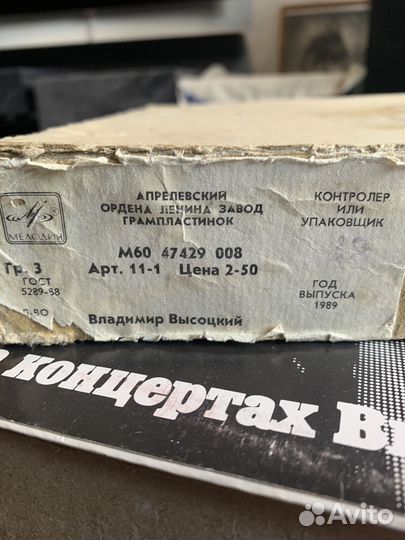 АПРЕЛЕВСКИЙ
ОРДЕНА ЛЕНИНА ЗАВОД
ГРАМПЛАСТИНОК
КОНТРОЛЕР
ИЛИ
УПАКОВЩИК
МЕЛОДИЯ
М60 47429 008
Гр. 3
Арт. 11-1 Цена 2-50
ГОСТ
5289-88
ГОД
ВЫПУСКА
1989
Владимир Высоцкий
концертах
Avito